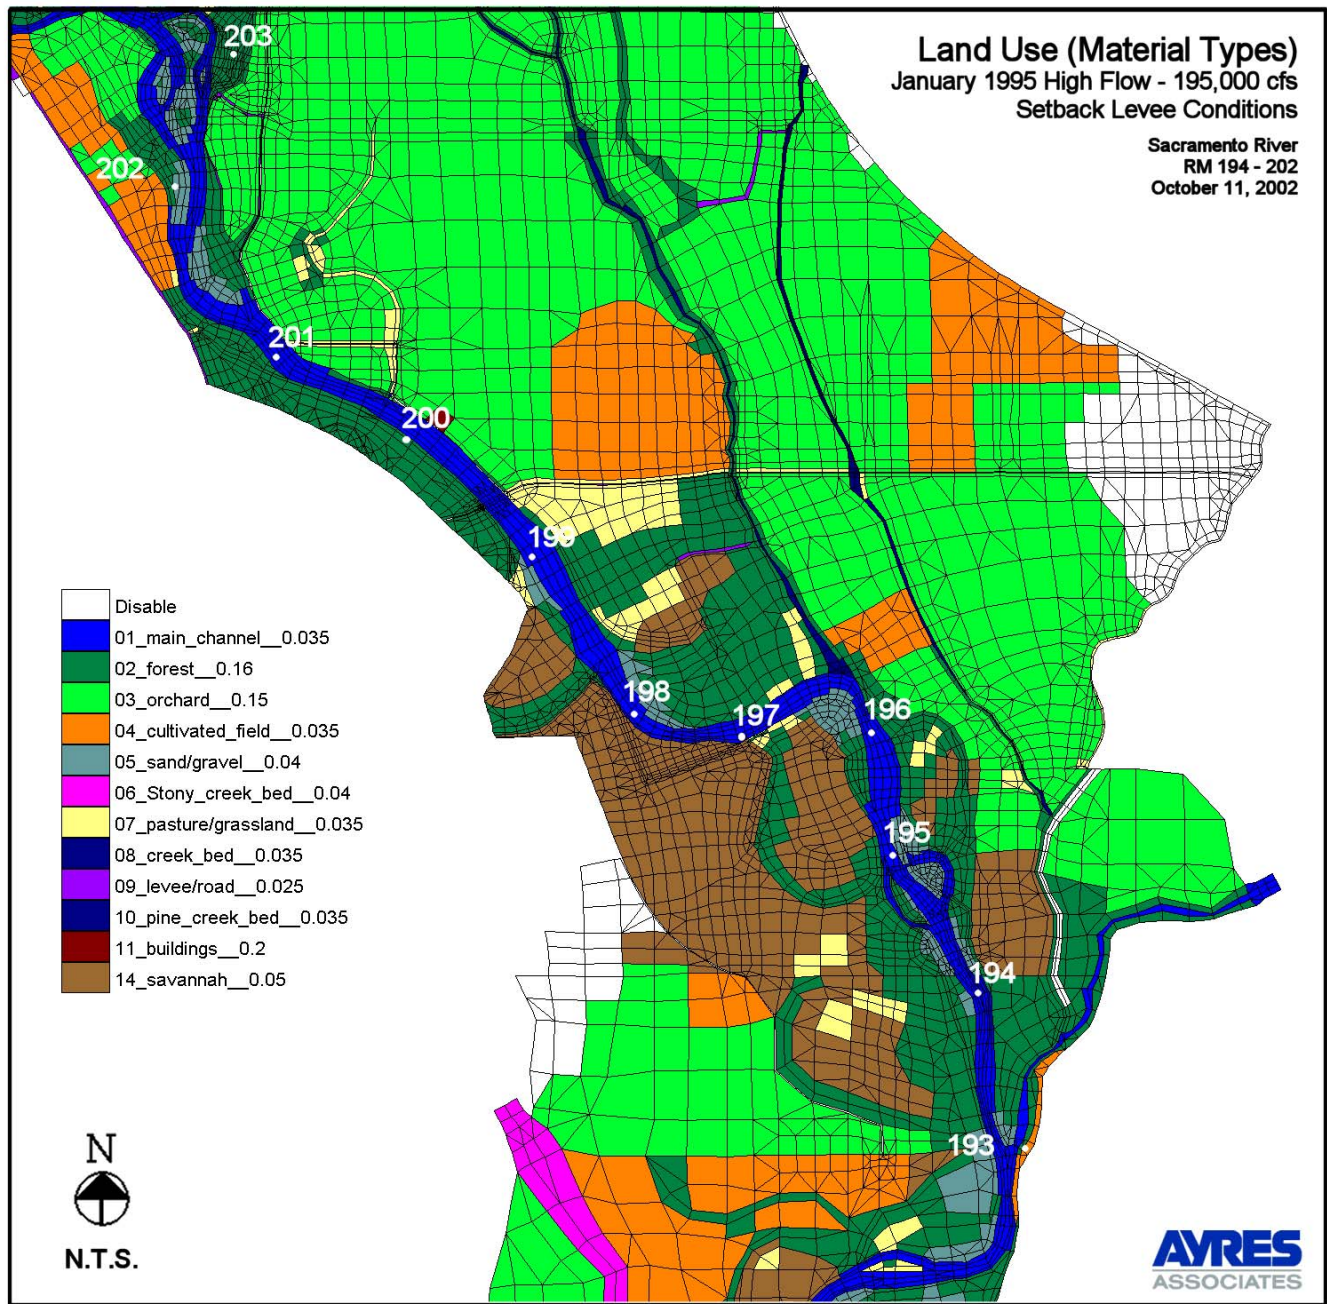 Land Use (Material Types)
January 1995 High Flow - 195,000 cfs
Setback Levee Conditions
Sacramento River
RM 194 - 202
October 11, 2002
203
202
201
200
199
198
197
196
195
194
193
Disable
01_main_channel__0.035
02_forest__0.16
03_orchard__0.15
04_cultivated_field__0.035
05_sand/gravel__0.04
06_Stony_creek_bed__0.04
07_pasture/grassland__0.035
08_creek_bed__0.035
09_levee/road__0.025
10_pine_creek_bed__0.035
11_buildings__0.2
14_savannah__0.05
N
N.T.S.
AYRES
ASSOCIATES